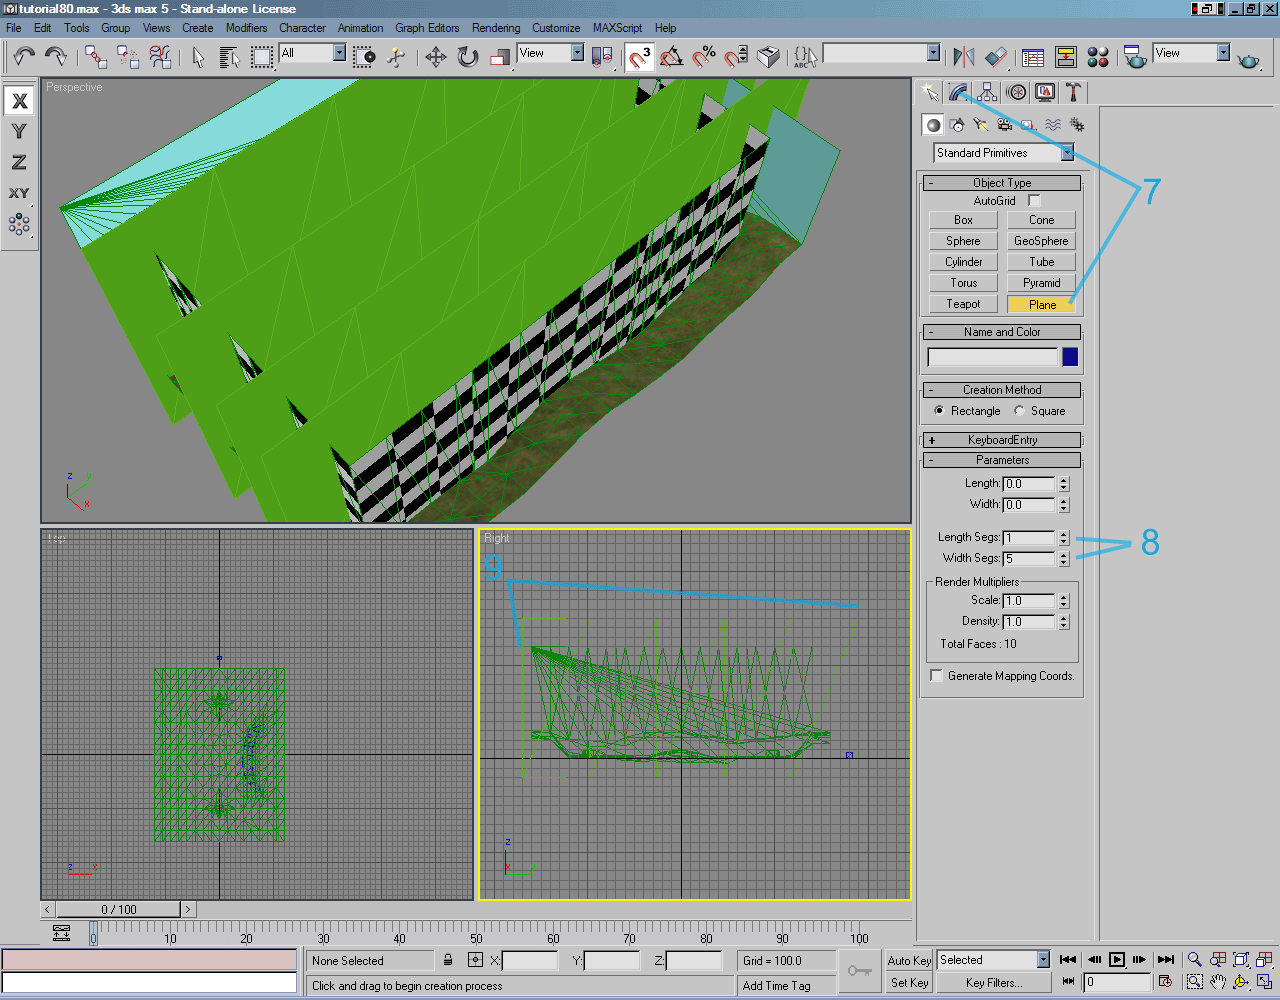 tutorial80.max - 3ds max 5 - Stand-alone License
File Edit Tools Group Views Create Modifiers Character Animation Graph Editors Rendering Customize MAXScript Help
All View 3 % {} ABC View
X
Y
Z
XY
Perspective
z y x
Standard Primitives
7
- Object Type
AutoGrid
Box Cone
Sphere GeoSphere
Cylinder Tube
Torus Pyramid
Teapot Plane
- Name and Color
- Creation Method
Rectangle Square
+ KeyboardEntry
- Parameters
Length: 0.0
Width: 0.0
Length Segs: 1
8
Width Segs: 5
Render Multipliers
Scale: 1.0
Density: 1.0
Total Faces : 10
Generate Mapping Coords.
Top
Right
9
z
< 0 / 100 >
0 10 20 30 40 50 60 70 80 90 100
None Selected X: Y: Z: Grid = 100.0 Auto Key Selected
Click and drag to begin creation process Add Time Tag Set Key Key Filters... 0